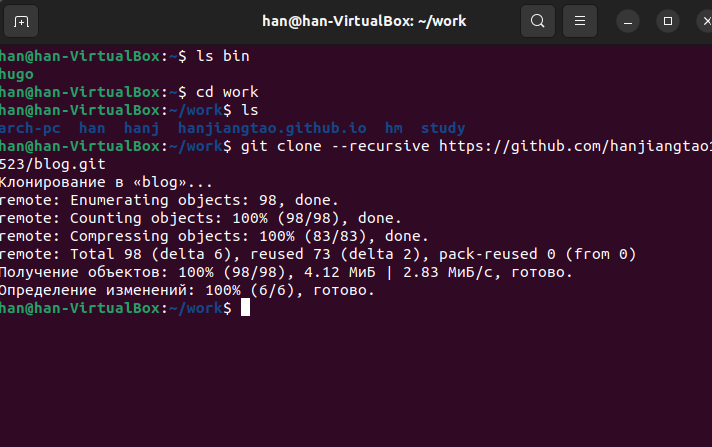 han@han-VirtualBox: ~/work
han@han-VirtualBox:~$ ls bin
hugo
han@han-VirtualBox:~$ cd work
han@han-VirtualBox:~/work$ ls
arch-pc  han  hanj  hanjiangtao.github.io  hm  study
han@han-VirtualBox:~/work$ git clone --recursive https://github.com/hanjiangtao1
523/blog.git
Клонирование в «blog»...
remote: Enumerating objects: 98, done.
remote: Counting objects: 100% (98/98), done.
remote: Compressing objects: 100% (83/83), done.
remote: Total 98 (delta 6), reused 73 (delta 2), pack-reused 0 (from 0)
Получение объектов: 100% (98/98), 4.12 МиБ | 2.83 МиБ/с, готово.
Определение изменений: 100% (6/6), готово.
han@han-VirtualBox:~/work$